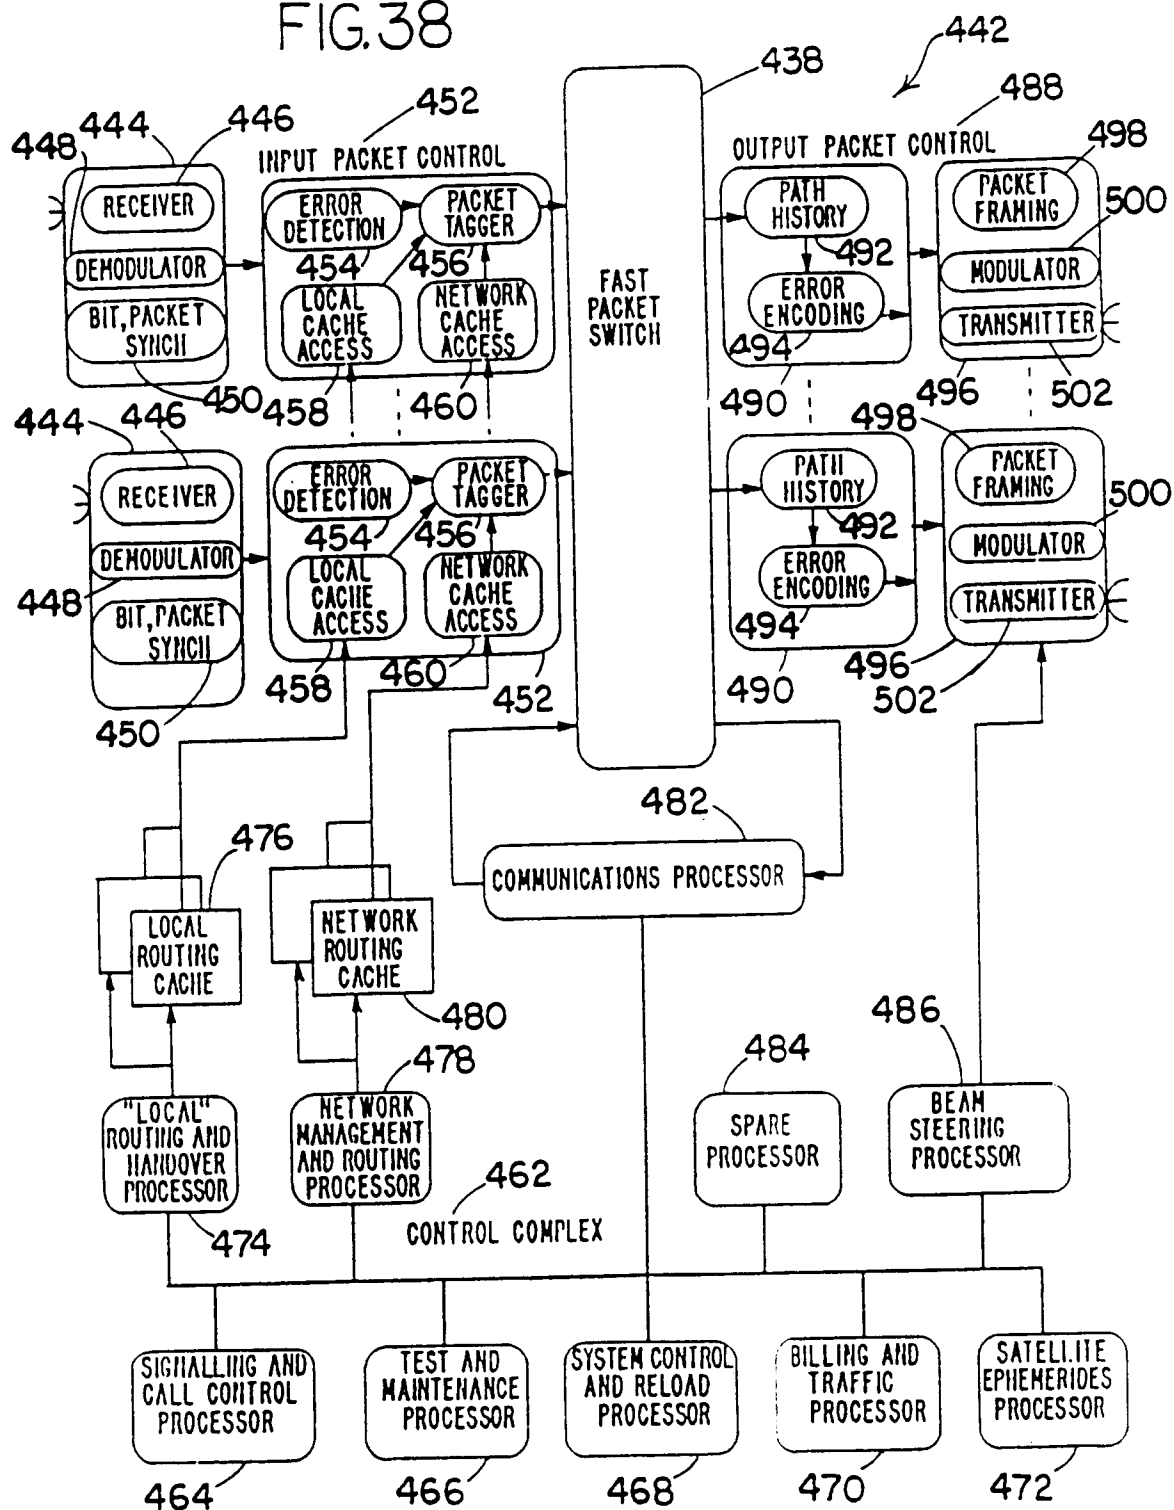 FIG.38
442
438
488
452
444
446
448
498
500
INPUT PACKET CONTROL
OUTPUT PACKET CONTROL
RECEIVER
DEMODULATOR
BIT, PACKET
SYNCH
450
ERROR
DETECTION
454
PACKET
TAGGER
456
LOCAL
CACHE
ACCESS
458
NETWORK
CACHE
ACCESS
460
FAST
PACKET
SWITCH
PATH
HISTORY
492
ERROR
ENCODING
494
490
PACKET
FRAMING
MODULATOR
TRANSMITTER
496
502
444
446
RECEIVER
DEMODULATOR
448
BIT, PACKET
SYNCH
450
ERROR
DETECTION
454
PACKET
TAGGER
456
LOCAL
CACHE
ACCESS
458
NETWORK
CACHE
ACCESS
460
452
PATH
HISTORY
492
ERROR
ENCODING
494
490
498
PACKET
FRAMING
500
MODULATOR
TRANSMITTER
496
502
482
COMMUNICATIONS PROCESSOR
476
LOCAL
ROUTING
CACHE
NETWORK
ROUTING
CACHE
480
478
484
486
"LOCAL"
ROUTING AND
HANDOVER
PROCESSOR
474
NETWORK
MANAGEMENT
AND ROUTING
PROCESSOR
SPARE
PROCESSOR
BEAM
STEERING
PROCESSOR
462
CONTROL COMPLEX
SIGNALLING AND
CALL CONTROL
PROCESSOR
464
TEST AND
MAINTENANCE
PROCESSOR
466
SYSTEM CONTROL
AND RELOAD
PROCESSOR
468
BILLING AND
TRAFFIC
PROCESSOR
470
SATELLITE
EPHEMERIDES
PROCESSOR
472